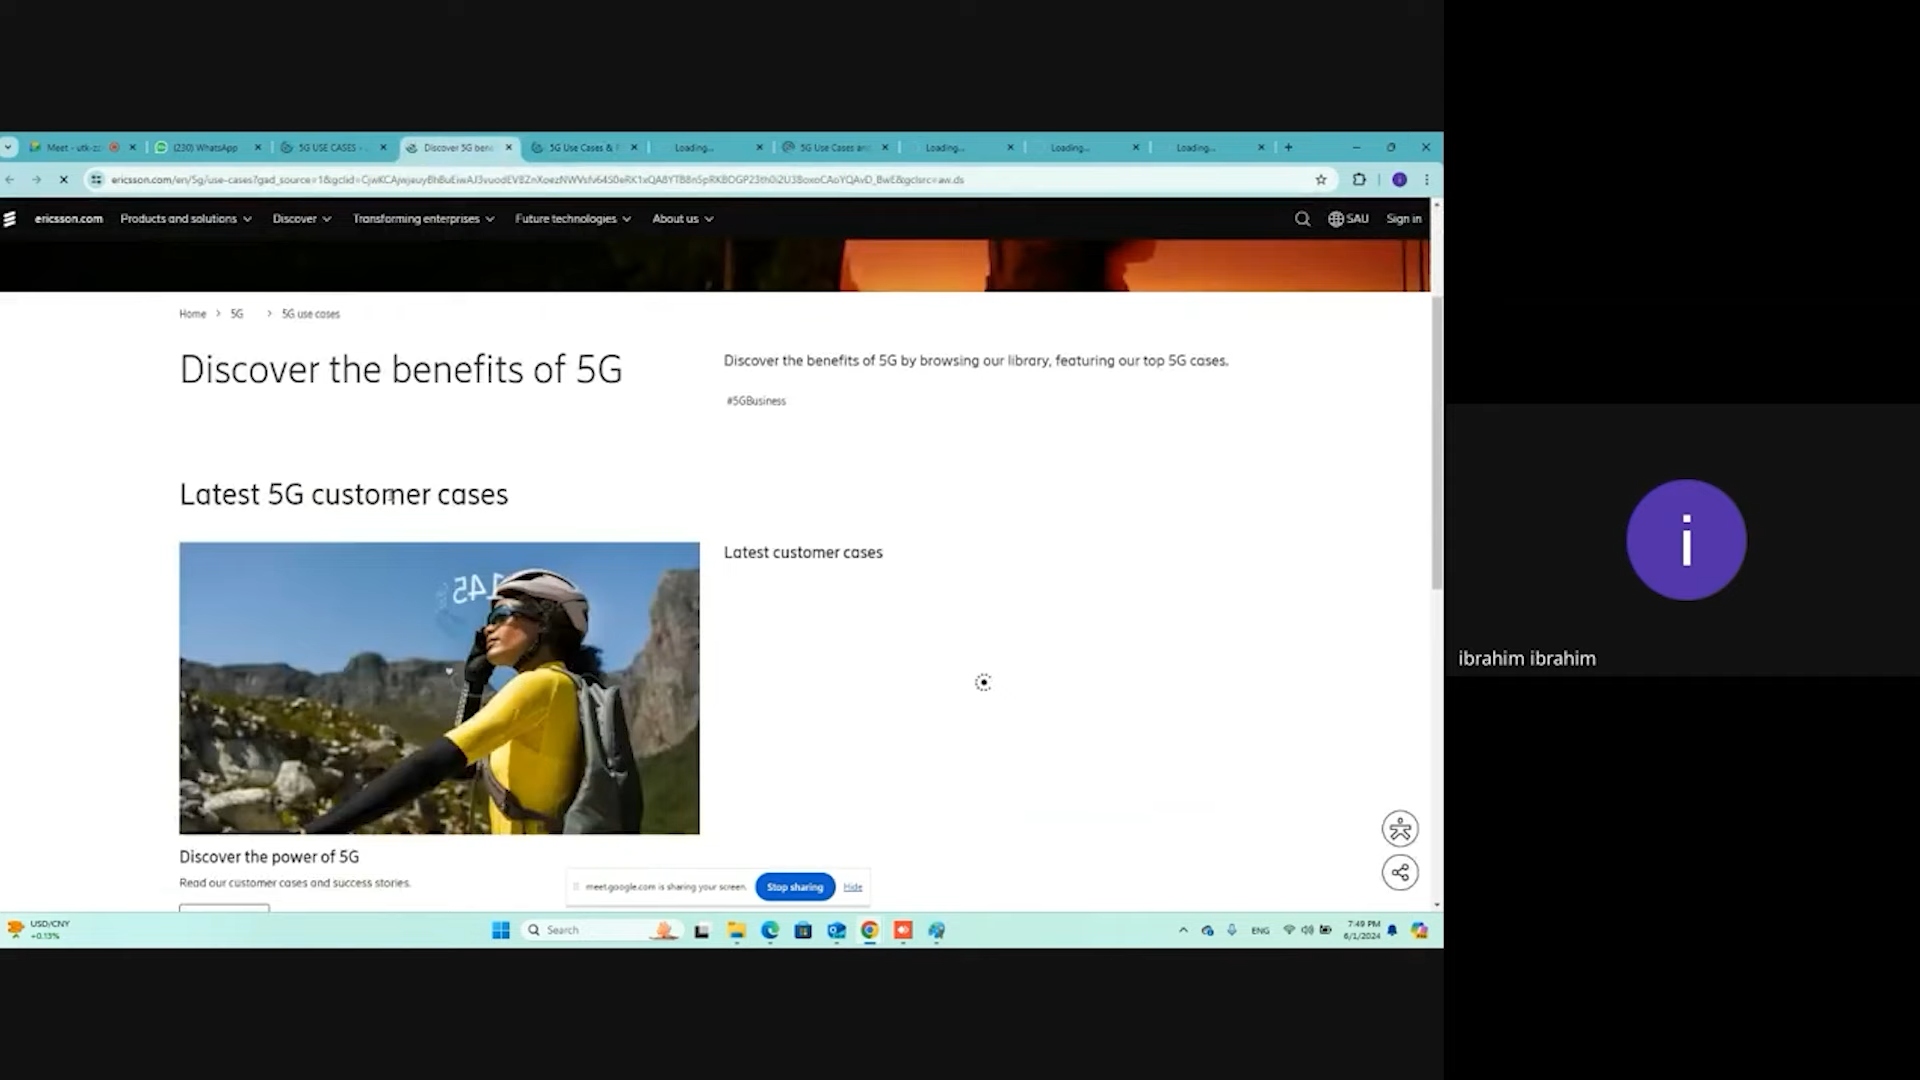 Meet - utk-zz
(230) WhatsApp
5G USE CASES -
Discover 5G bene
5G Use Cases &
Loading...
5G Use Cases an
Loading...
Loading...
Loading...
ericsson.com
Products and solutions
Discover
Transforming enterprises
Future technologies
About us
SAU
Sign in
Home > 5G > 5G use cases
Discover the benefits of 5G
Discover the benefits of 5G by browsing our library, featuring our top 5G cases.
#5GBusiness
Latest 5G customer cases
Latest customer cases
145
ibrahim ibrahim
i
Discover the power of 5G
Read our customer cases and success stories.
meet.google.com is sharing your screen.
Stop sharing
Hide
USD/CNY
+0.13%
Search
ENG
7:49 PM
6/1/2024